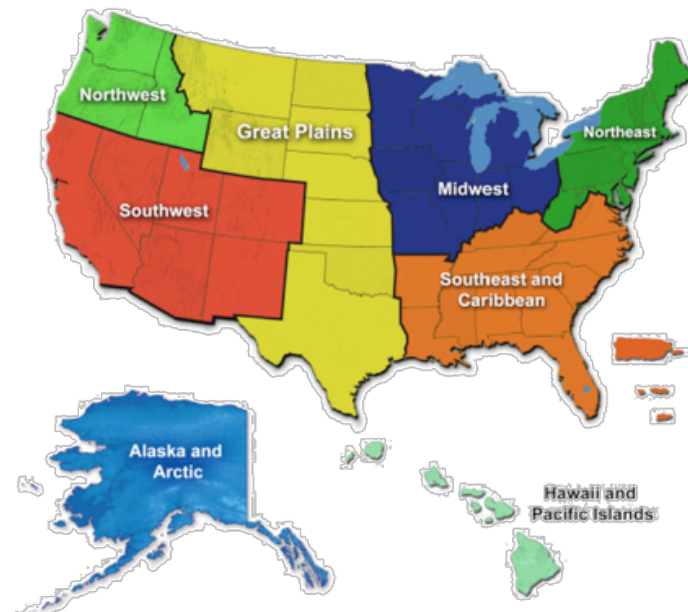 Northwest
Great Plains
Northeast
Midwest
Southwest
Southeast and
Caribbean
Alaska and
Arctic
Hawaii and
Pacific Islands